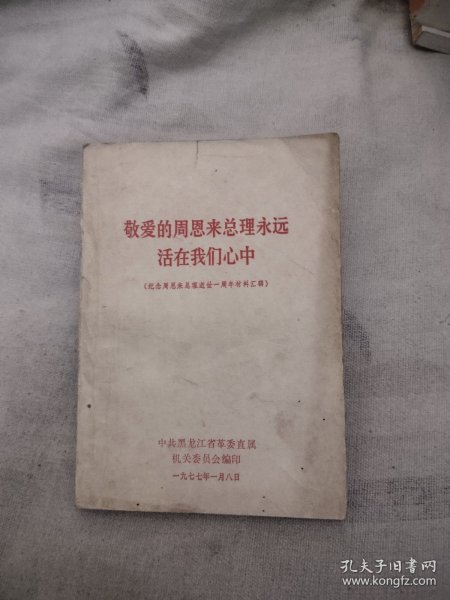 敬爱的周恩来总理永远
活在我们心中
（纪念周恩来总理逝世一周年材料汇辑）
中共黑龙江省革委直属
机关委员会编印
一九七七年一月八日
孔夫子旧书网
www.kongfz.com